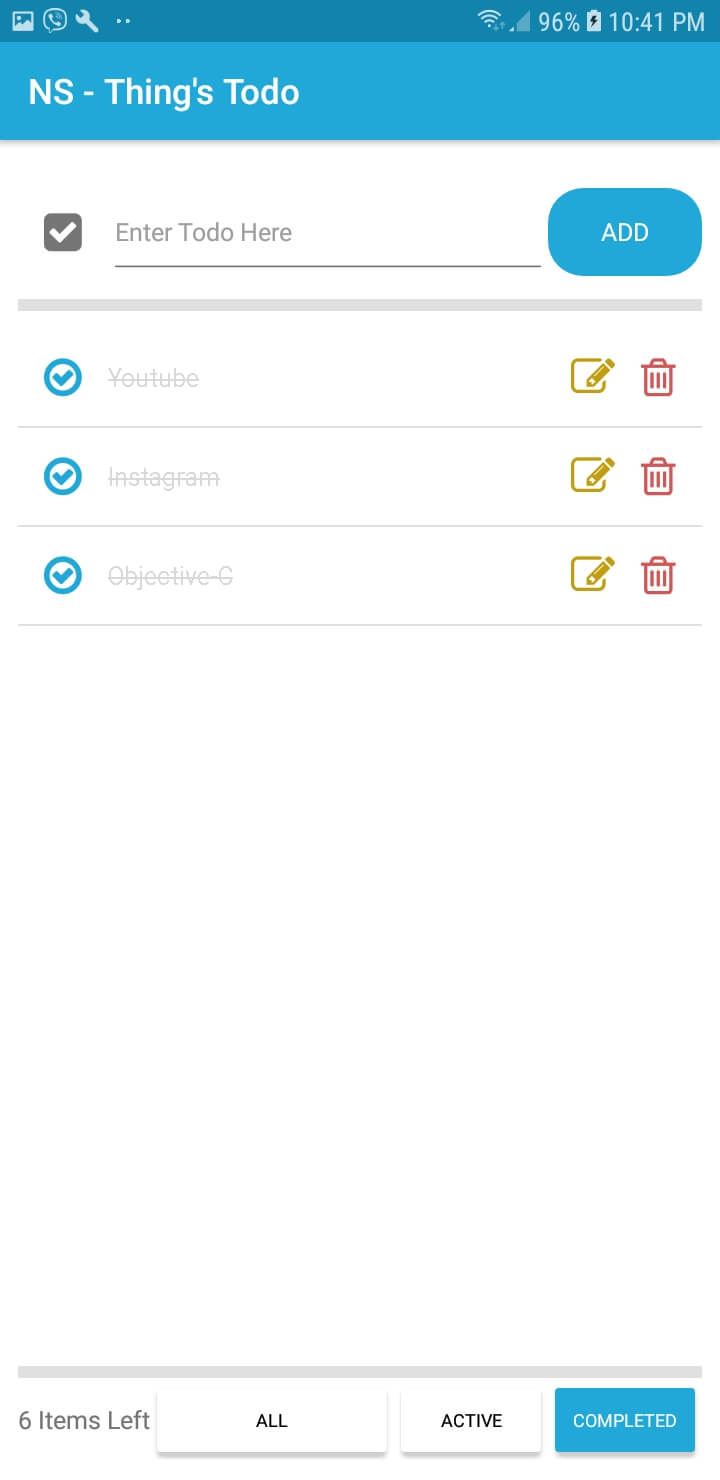 96% 10:41 PM
NS - Thing's Todo
Enter Todo Here ADD
Youtube
Instagram
Objective-C
6 Items Left ALL ACTIVE COMPLETED